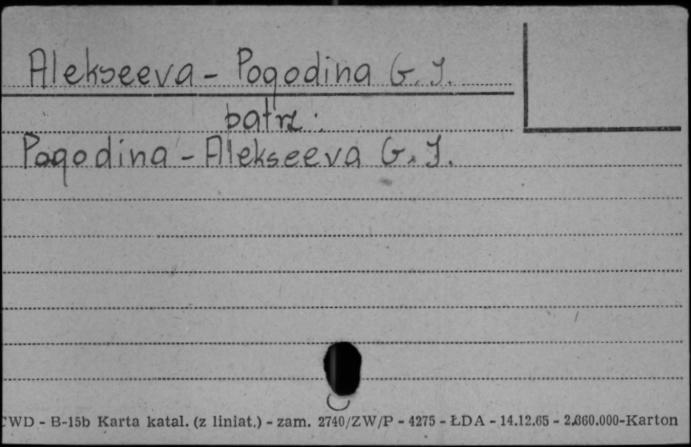 Alekseeva - Pogodina G. J.
patrz:
Pogodina - Alekseeva G. J.
WD - B-15b Karta katal. (z liniat.) - zam. 2740/ZW/P - 4275 - ŁDA - 14.12.65 - 2.860.000-Karton